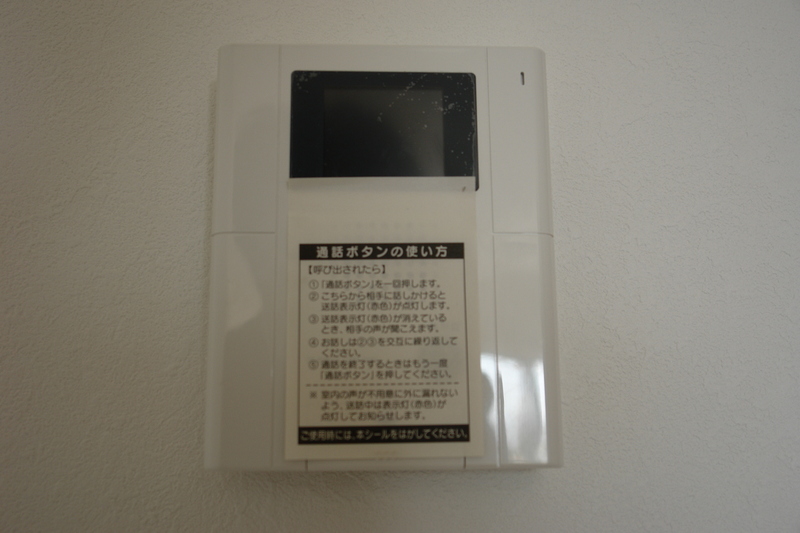 1
通話ボタンの使い方
【呼び出されたら】
①「通話ボタン」を一回押します。
②こちらから相手に話しかけると
送話表示灯(赤色)が点灯します。
③送話表示灯(赤色)が消えている
とき、相手の声が聞こえます。
④お話しは②③を交互に繰り返して
ください。
⑤通話を終了するときはもう一度
「通話ボタン」を押してください。
※室内の声が不用意に外に漏れない
よう、送話中は表示灯(赤色)が
点灯してお知らせします。
ご使用時には、本シールをはがしてください。